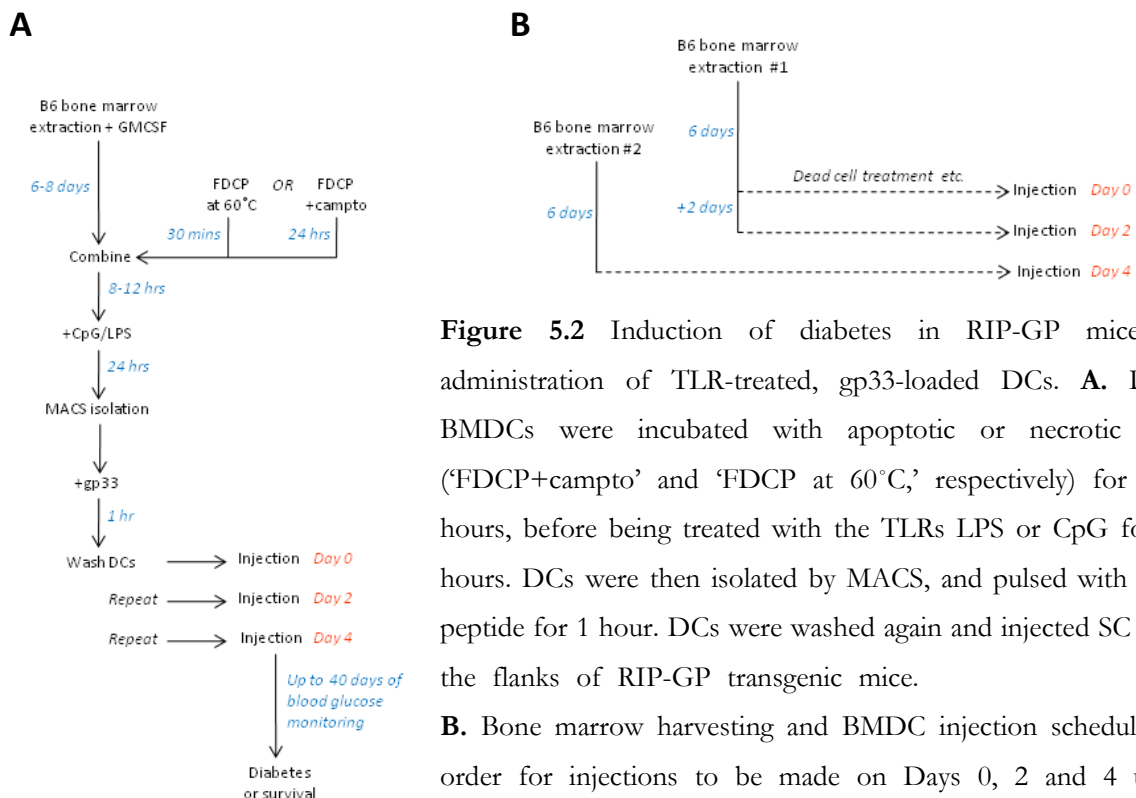 A
B6 bone marrow
extraction + GMCSF
6-8 days
FDCP OR FDCP
at 60˚C +campto
30 mins 24 hrs
Combine
8-12 hrs
+CpG/LPS
24 hrs
MACS isolation
+gp33
1 hr
Wash DCs Injection Day 0
Repeat Injection Day 2
Repeat Injection Day 4
Up to 40 days of
blood glucose
monitoring
Diabetes
or survival
B
B6 bone marrow
extraction #1
B6 bone marrow
extraction #2
6 days
Dead cell treatment etc.
Injection Day 0
6 days
+2 days
Injection Day 2
Injection Day 4
Figure 5.2 Induction of diabetes in RIP-GP mice
administration of TLR-treated, gp33-loaded DCs. A.
BMDCs were incubated with apoptotic or necrotic
(‘FDCP+campto’ and ‘FDCP at 60˚C,’ respectively) for
hours, before being treated with the TLRs LPS or CpG
hours. DCs were then isolated by MACS, and pulsed with
peptide for 1 hour. DCs were washed again and injected SC
the flanks of RIP-GP transgenic mice.
B. Bone marrow harvesting and BMDC injection
order for injections to be made on Days 0, 2 and 4